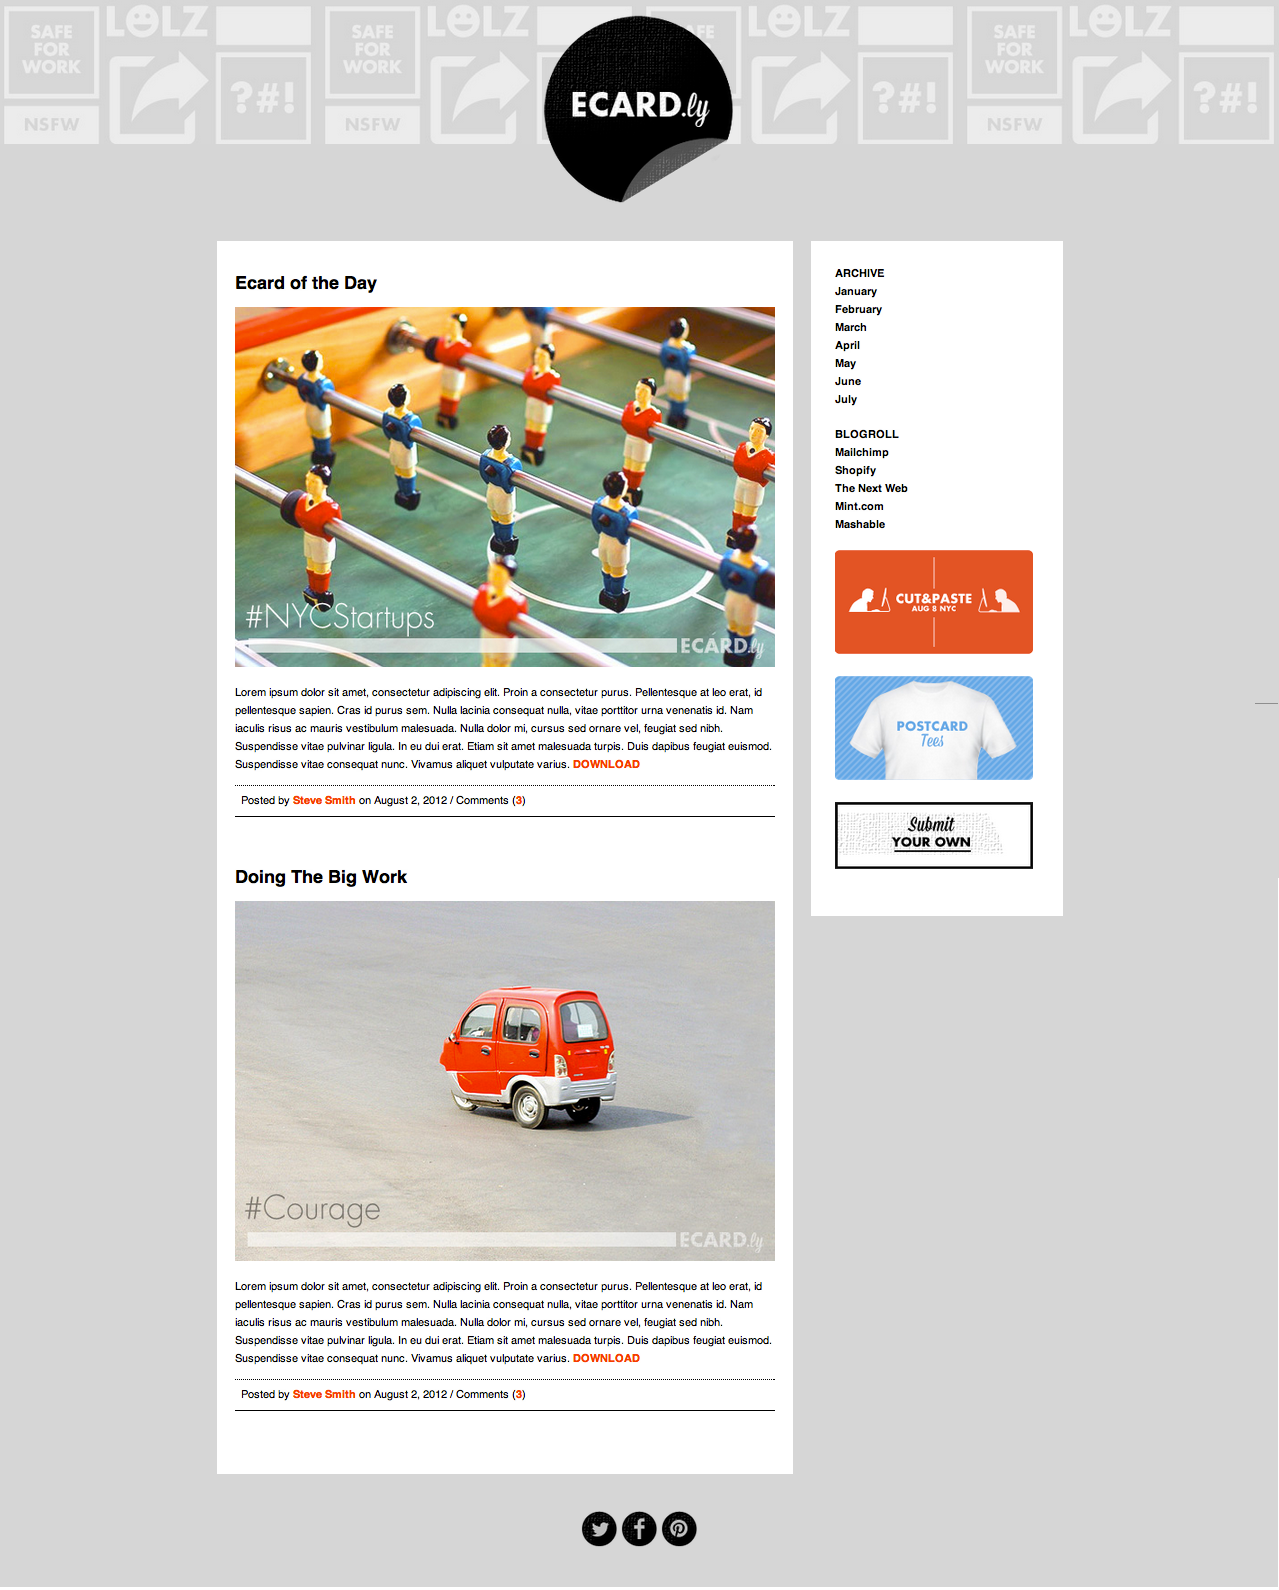 SAFE
FOR
WORK
NSFW
LOLZ
?#!
SAFE
FOR
WORK
NSFW
LOLZ
ECARD.ly
?#!
SAFE
FOR
WORK
NSFW
LOLZ
?#!
Ecard of the Day
#NYCStartups
ECARD.ly
Lorem ipsum dolor sit amet, consectetur adipiscing elit. Proin a consectetur purus. Pellentesque at leo erat, id
pellentesque sapien. Cras id purus sem. Nulla lacinia consequat nulla, vitae porttitor urna venenatis id. Nam
iaculis risus ac mauris vestibulum malesuada. Nulla dolor mi, cursus sed ornare vel, feugiat sed nibh.
Suspendisse vitae pulvinar ligula. In eu dui erat. Etiam sit amet malesuada turpis. Duis dapibus feugiat euismod.
Suspendisse vitae consequat nunc. Vivamus aliquet vulputate varius. DOWNLOAD
Posted by Steve Smith on August 2, 2012 / Comments (3)
Doing The Big Work
#Courage
ECARD.ly
Lorem ipsum dolor sit amet, consectetur adipiscing elit. Proin a consectetur purus. Pellentesque at leo erat, id
pellentesque sapien. Cras id purus sem. Nulla lacinia consequat nulla, vitae porttitor urna venenatis id. Nam
iaculis risus ac mauris vestibulum malesuada. Nulla dolor mi, cursus sed ornare vel, feugiat sed nibh.
Suspendisse vitae pulvinar ligula. In eu dui erat. Etiam sit amet malesuada turpis. Duis dapibus feugiat euismod.
Suspendisse vitae consequat nunc. Vivamus aliquet vulputate varius. DOWNLOAD
Posted by Steve Smith on August 2, 2012 / Comments (3)
ARCHIVE
January
February
March
April
May
June
July
BLOGROLL
Mailchimp
Shopify
The Next Web
Mint.com
Mashable
CUT&PASTE
AUG 8 NYC
POSTCARD
Tees
Submit
YOUR OWN